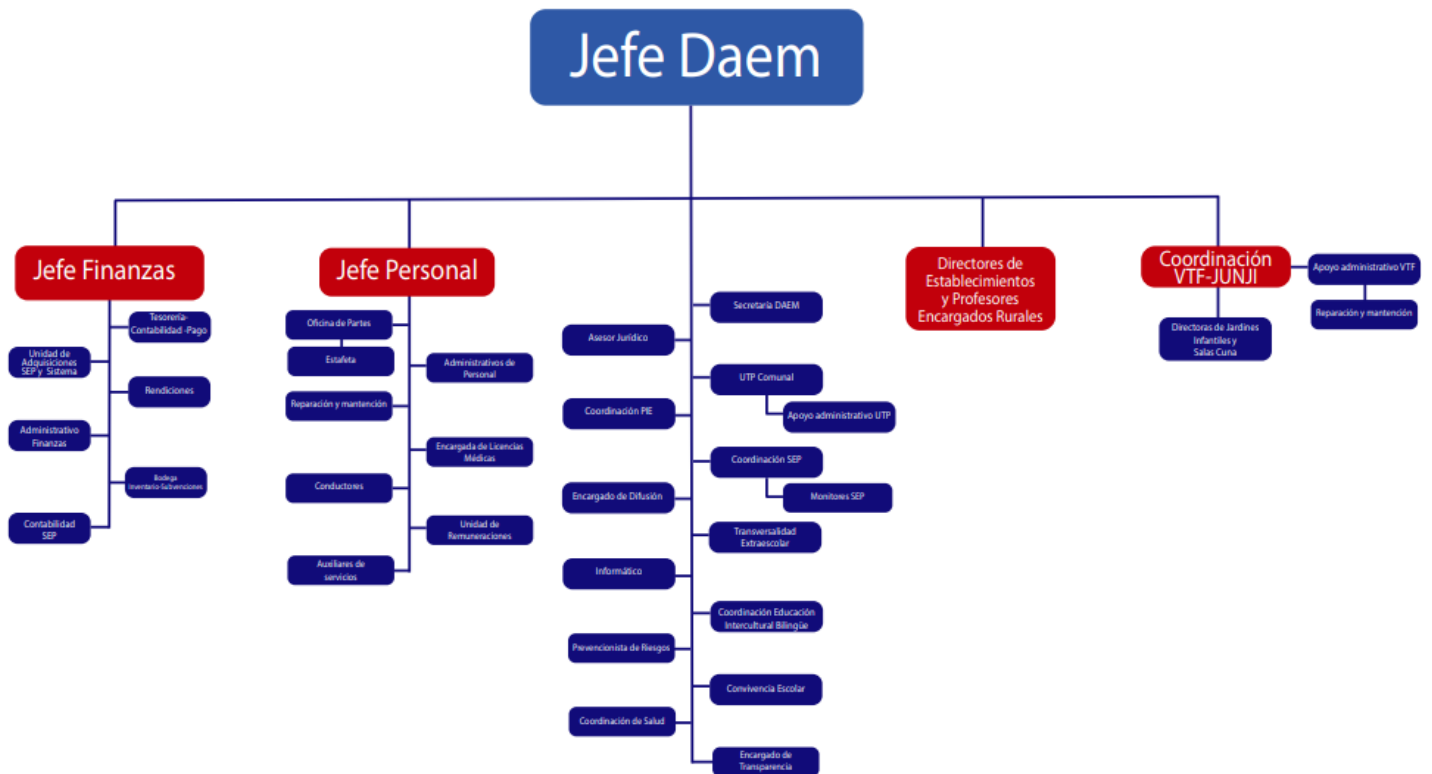 Jefe Daem
Jefe Finanzas
Tesorería-
Contabilidad -Pago
Unidad de
Adquisiciones
SEP y Sistema
Rendiciones
Administrativo
Finanzas
Bodega
Inventario-Subvenciones
Contabilidad
SEP
Jefe Personal
Oficina de Partes
Estafeta
Administrativos de
Personal
Reparación y mantención
Encargada de Licencias
Médicas
Conductores
Unidad de
Remuneraciones
Auxiliares de
servicios
Secretaría DAEM
Asesor Jurídico
UTP Comunal
Apoyo administrativo UTP
Coordinación PIE
Coordinación SEP
Monitores SEP
Encargado de Difusión
Transversalidad
Extraescolar
Informático
Coordinación Educación
Intercultural Bilingüe
Prevencionista de Riesgos
Convivencia Escolar
Coordinación de Salud
Encargado de
Transparencia
Directores de
Establecimientos
y Profesores
Encargados Rurales
Coordinación
VTF-JUNJI
Apoyo administrativo VTF
Reparación y mantención
Directoras de Jardines
Infantiles y
Salas Cuna